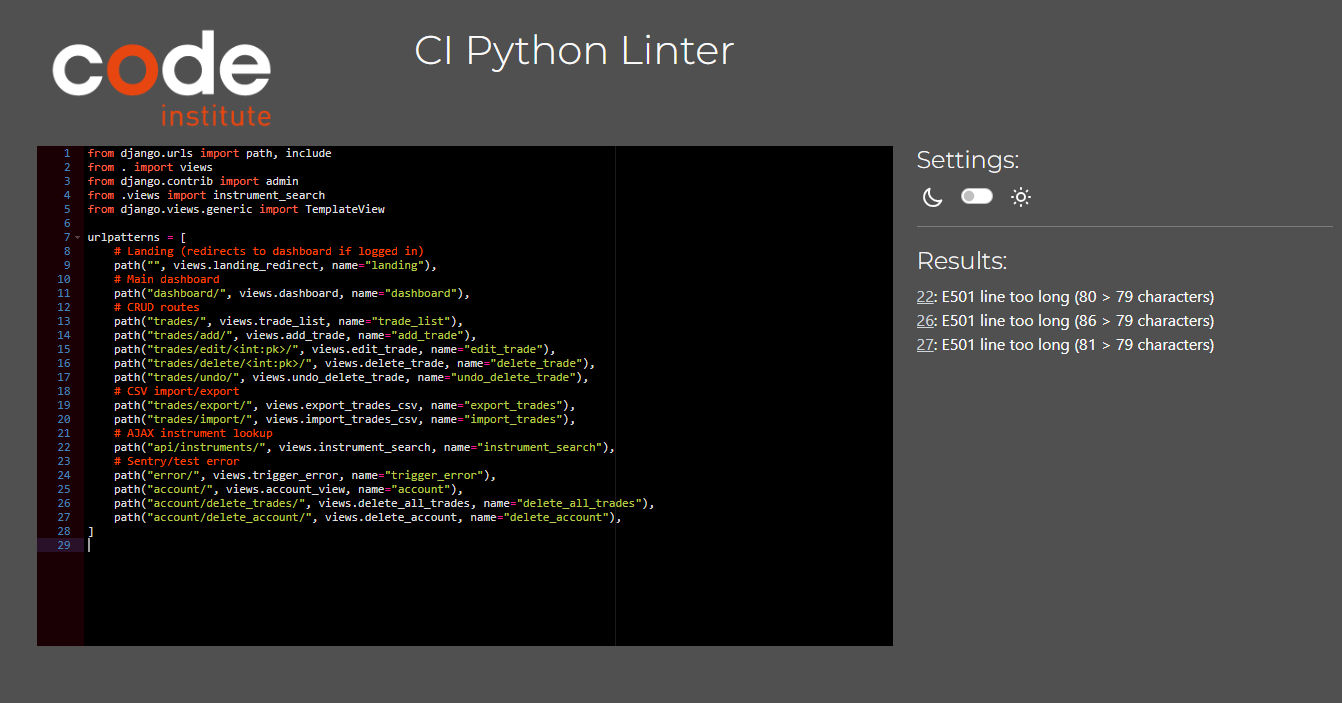 code
institute
CI Python Linter
1 from django.urls import path, include
2 from . import views
3 from django.contrib import admin
4 from .views import instrument_search
5 from django.views.generic import TemplateView
6
7 urlpatterns = [
8     # Landing (redirects to dashboard if logged in)
9     path("", views.landing_redirect, name="landing"),
10     # Main dashboard
11     path("dashboard/", views.dashboard, name="dashboard"),
12     # CRUD routes
13     path("trades/", views.trade_list, name="trade_list"),
14     path("trades/add/", views.add_trade, name="add_trade"),
15     path("trades/edit/<int:pk>/", views.edit_trade, name="edit_trade"),
16     path("trades/delete/<int:pk>/", views.delete_trade, name="delete_trade"),
17     path("trades/undo/", views.undo_delete_trade, name="undo_delete_trade"),
18     # CSV import/export
19     path("trades/export/", views.export_trades_csv, name="export_trades"),
20     path("trades/import/", views.import_trades_csv, name="import_trades"),
21     # AJAX instrument lookup
22     path("api/instruments/", views.instrument_search, name="instrument_search"),
23     # Sentry/test error
24     path("error/", views.trigger_error, name="trigger_error"),
25     path("account/", views.account_view, name="account"),
26     path("account/delete_trades/", views.delete_all_trades, name="delete_all_trades"),
27     path("account/delete_account/", views.delete_account, name="delete_account"),
28 ]
29
Settings:
Results:
22: E501 line too long (80 > 79 characters)
26: E501 line too long (86 > 79 characters)
27: E501 line too long (81 > 79 characters)